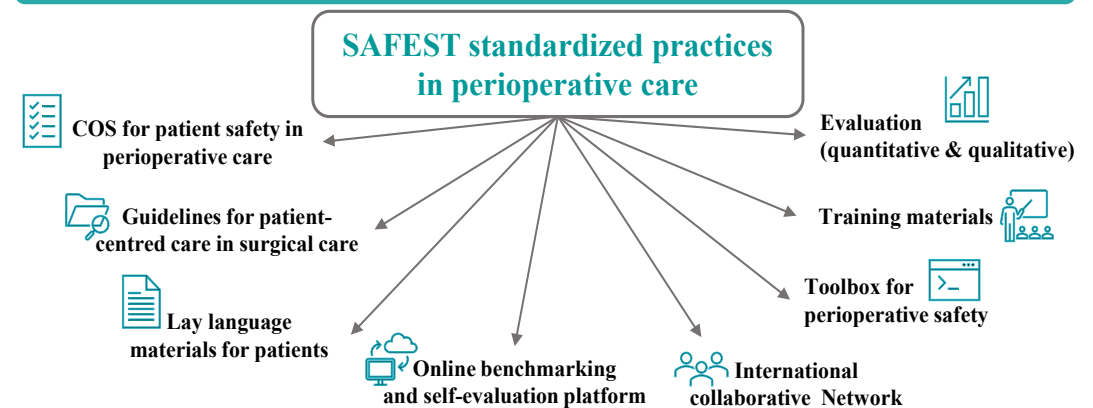 SAFEST standardized practices
in perioperative care
COS for patient safety in
perioperative care
Guidelines for patient-
centred care in surgical care
Lay language
materials for patients
Online benchmarking
and self-evaluation platform
International
collaborative Network
Toolbox for
perioperative safety
Training materials
Evaluation
(quantitative & qualitative)